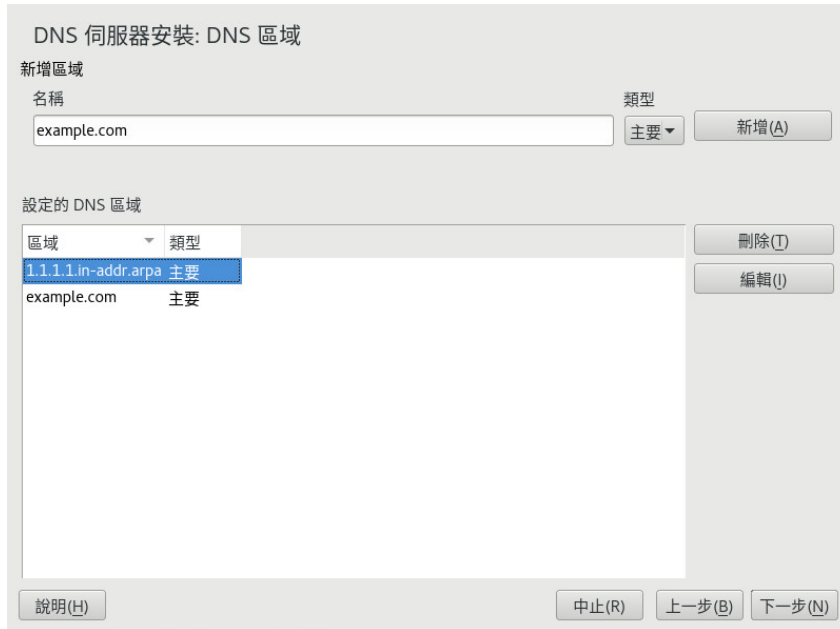 DNS 伺服器安裝: DNS 區域
新增區域
名稱
類型
example.com
主要
新增(A)
設定的 DNS 區域
區域 類型
刪除(T)
1.1.1.1.in-addr.arpa 主要
編輯(I)
example.com 主要
說明(H)
中止(R)
上一步(B)
下一步(N)